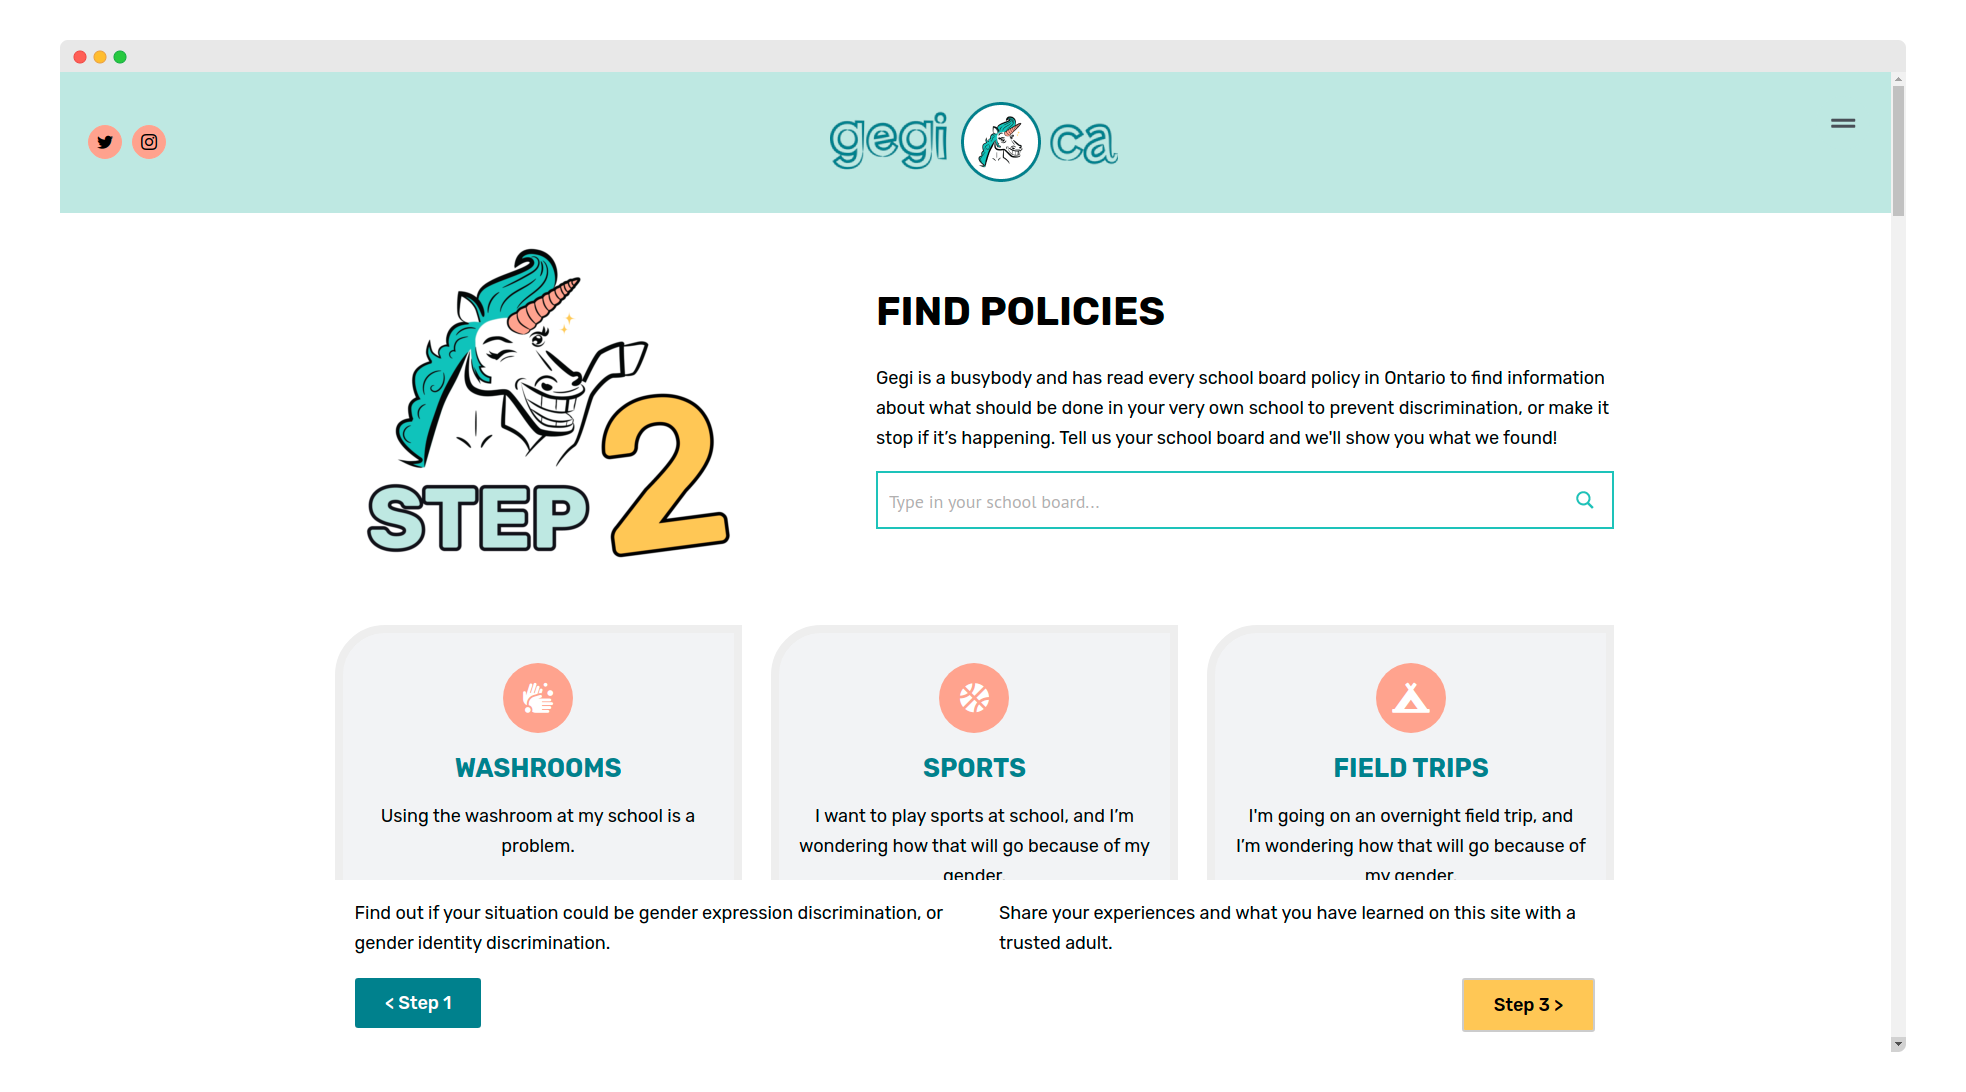 gegi ca
STEP 2
FIND POLICIES
Gegi is a busybody and has read every school board policy in Ontario to find information
about what should be done in your very own school to prevent discrimination, or make it
stop if it’s happening. Tell us your school board and we'll show you what we found!
Type in your school board...
WASHROOMS
Using the washroom at my school is a
problem.
SPORTS
I want to play sports at school, and I’m
wondering how that will go because of my
gender.
FIELD TRIPS
I'm going on an overnight field trip, and
I’m wondering how that will go because of
my gender.
Find out if your situation could be gender expression discrimination, or
gender identity discrimination.
< Step 1
Share your experiences and what you have learned on this site with a
trusted adult.
Step 3 >